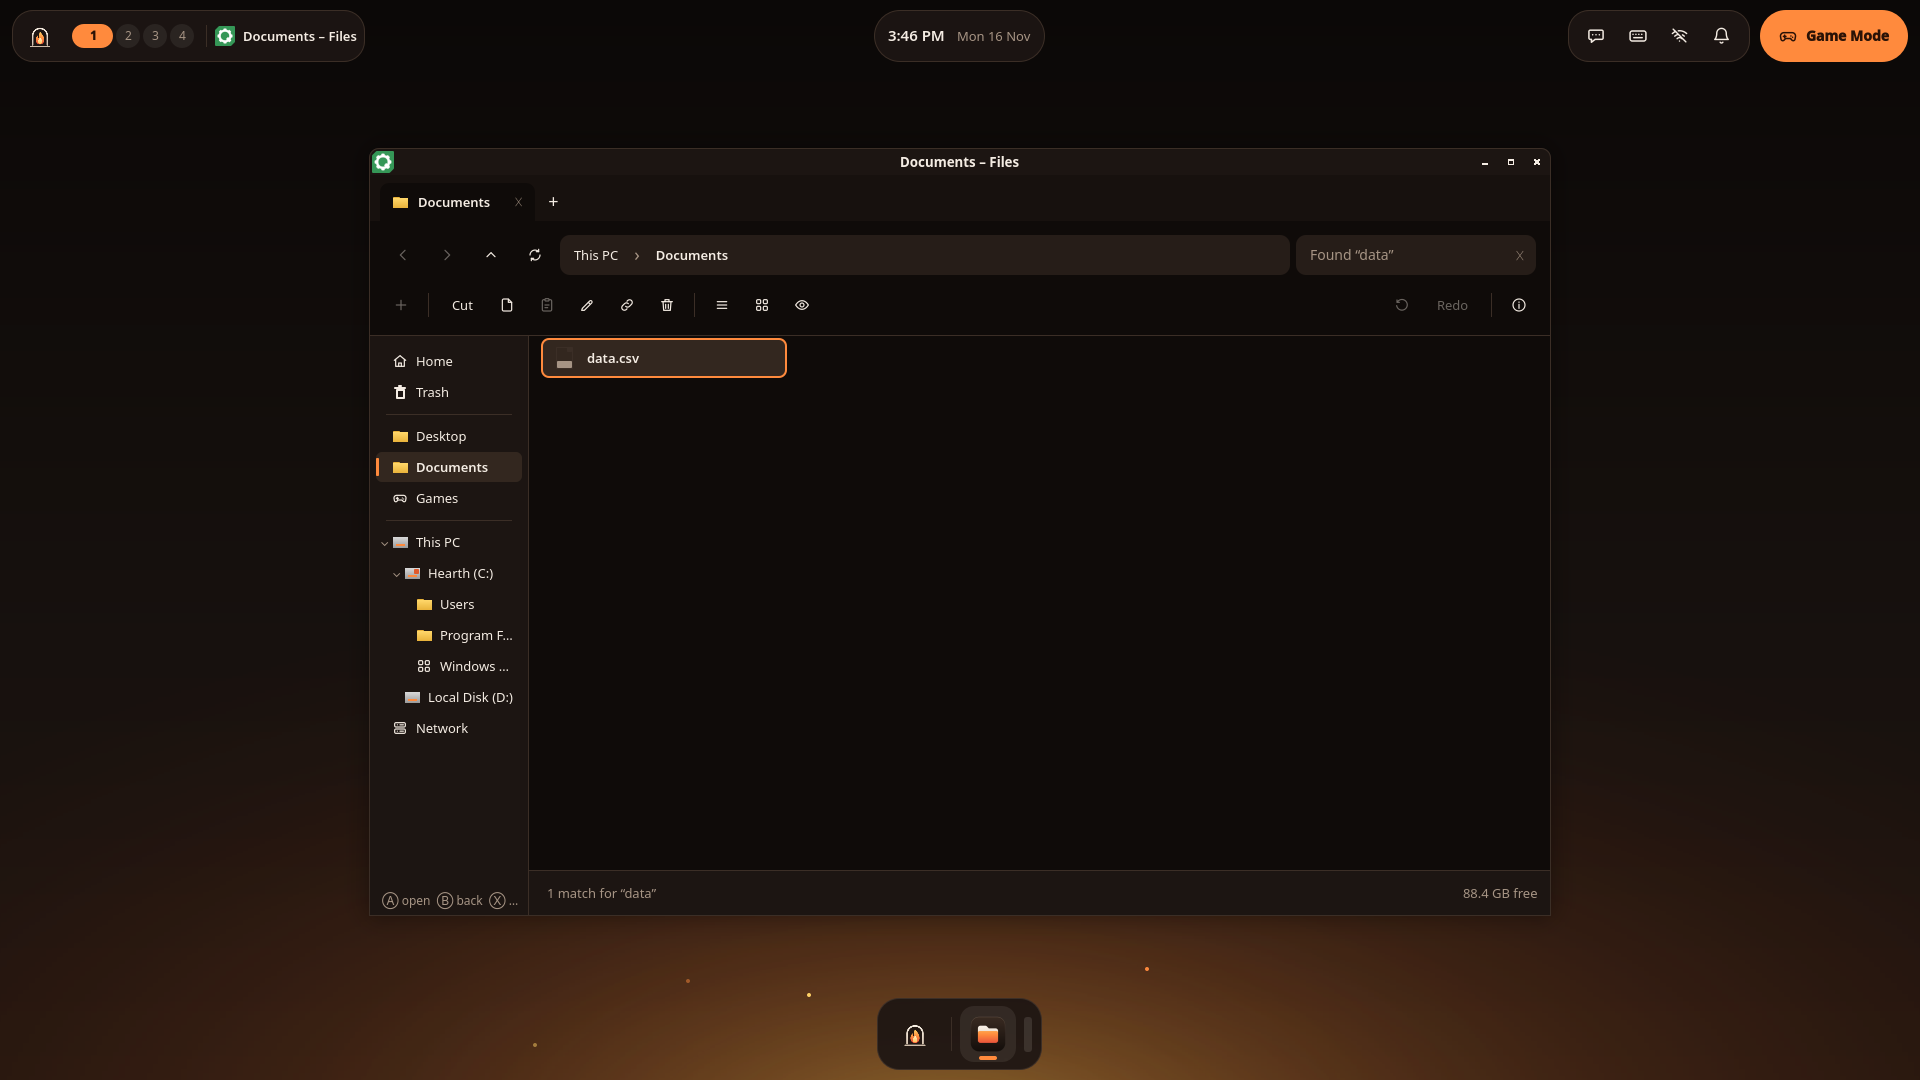 1 2 3 4 Documents – Files
3:46 PM Mon 16 Nov
Game Mode
Documents – Files
Documents X +
This PC › Documents
Found “data” X
Cut
Redo
Home
Trash
Desktop
Documents
Games
This PC
Hearth (C:)
Users
Program F...
Windows ...
Local Disk (D:)
Network
A open B back X ...
data.csv
1 match for “data”
88.4 GB free